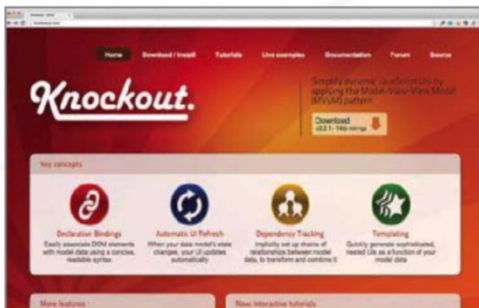 Home Download / Install Tutorials Live examples Documentation Forum Source
Knockout.
Simplify dynamic JavaScript UIs by
applying the Model-View-View Model
(MVVM) pattern
Download
Key concepts
Declarative Bindings
Easily associate DOM elements
with model data using a concise,
readable syntax
Automatic UI Refresh
When your data model's state
changes, your UI updates
automatically
Dependency Tracking
Implicitly set up chains of
relationships between model
data, to transform and combine it
Templating
Quickly generate sophisticated,
nested UIs as a function of your
model data
More features
New: Interactive tutorials